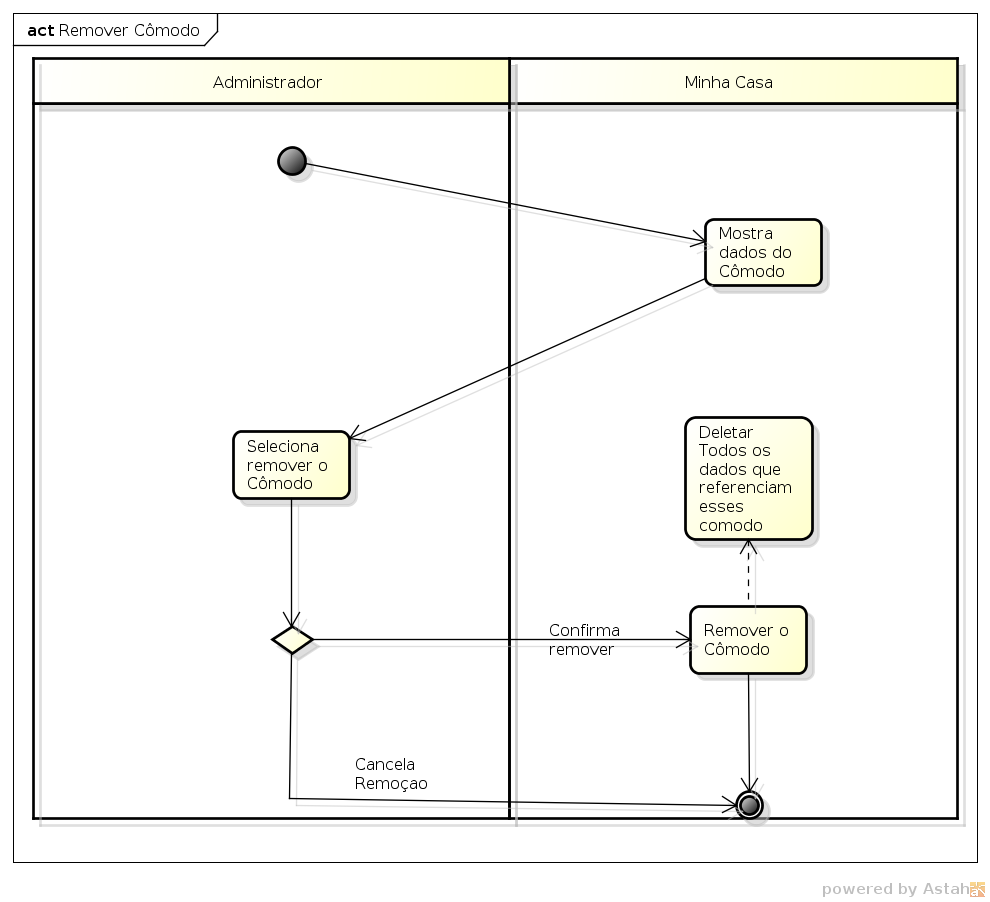 act Remover Cômodo
Administrador
Minha Casa
Mostra
dados do
Cômodo
Seleciona
remover o
Cômodo
Deletar
Todos os
dados que
referenciam
esses
comodo
Confirma
remover
Remover o
Cômodo
Cancela
Remoçao
powered by Astah